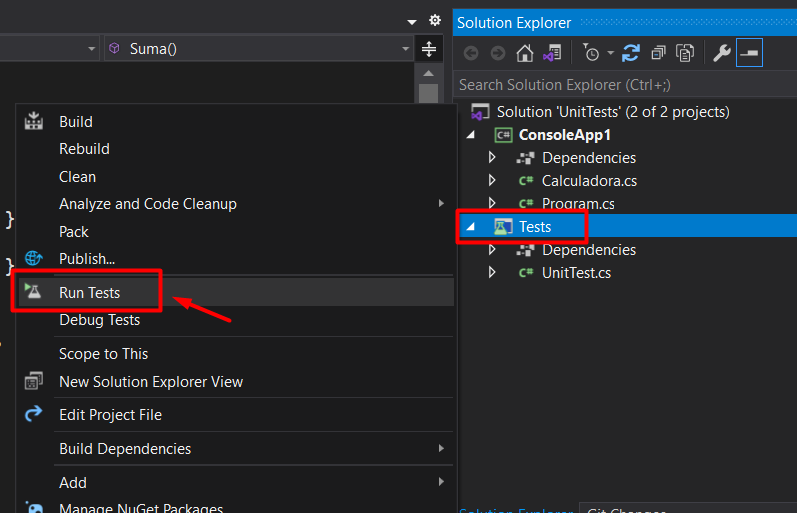 Suma()
Build
Rebuild
Clean
Analyze and Code Cleanup
Pack
Publish...
Run Tests
Debug Tests
Scope to This
New Solution Explorer View
Edit Project File
Build Dependencies
Add
Manage NuGet Packages
}
}
Solution Explorer
Search Solution Explorer (Ctrl+;)
Solution 'UnitTests' (2 of 2 projects)
C# ConsoleApp1
Dependencies
C# Calculadora.cs
C# Program.cs
Tests
Dependencies
C# UnitTest.cs
Solution Explorer Git Changes